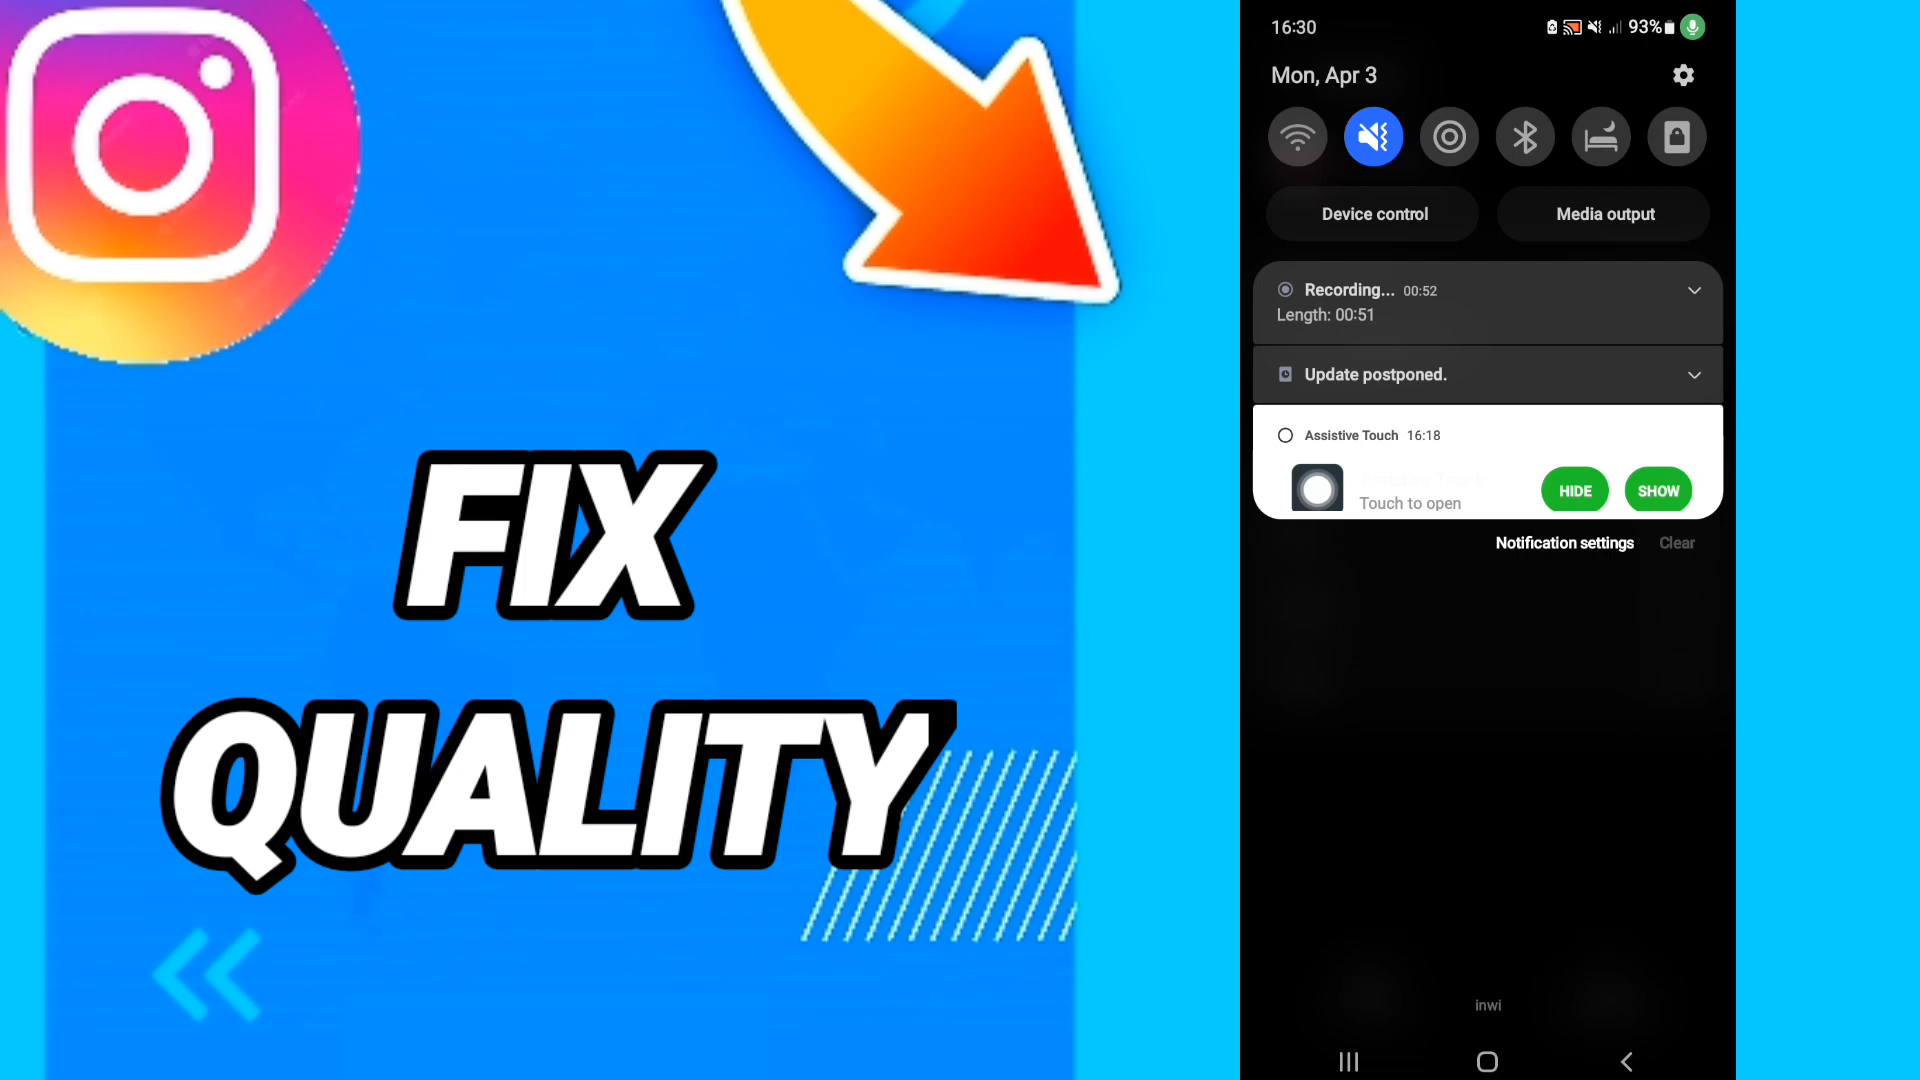 FIX
QUALITY
16:30
93%
Mon, Apr 3
Device control
Media output
Recording... 00:52
Length: 00:51
Update postponed.
Assistive Touch 16:18
Touch to open
HIDE
SHOW
Notification settings
Clear
inwi